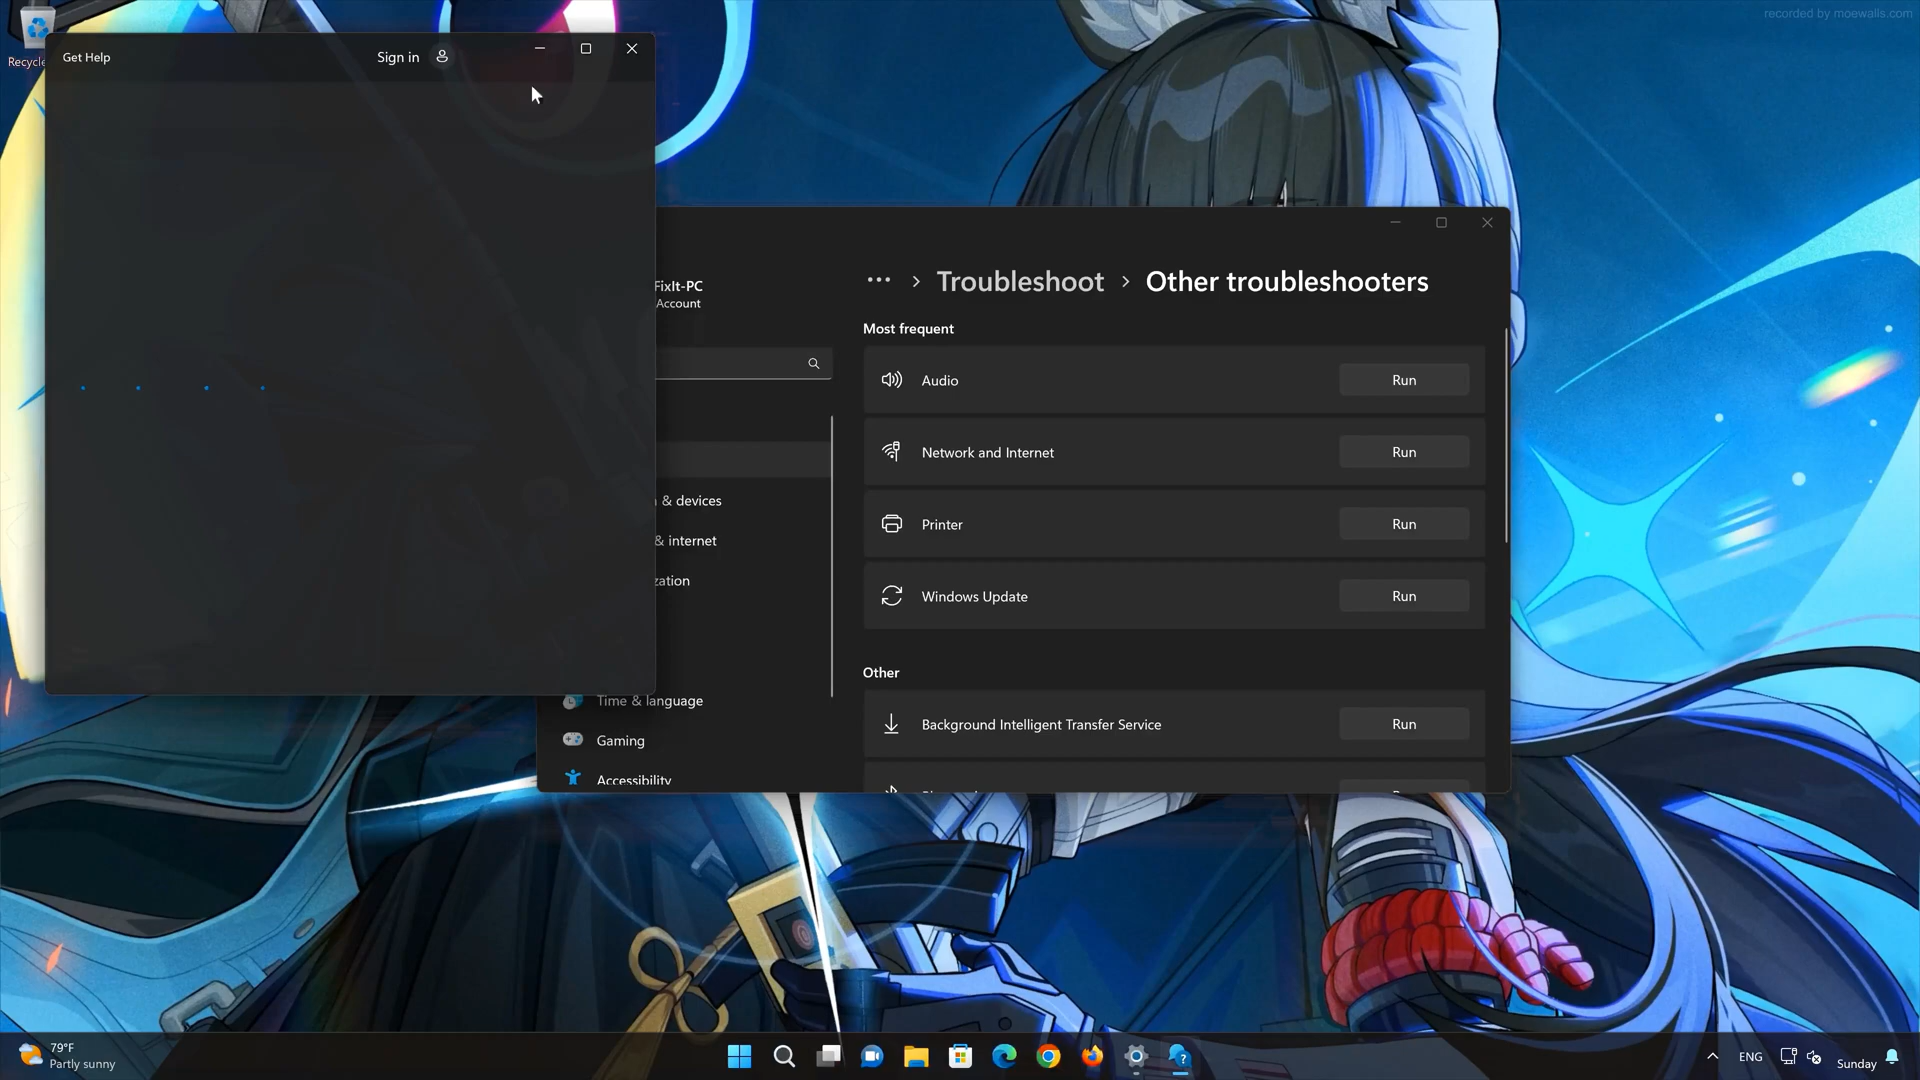 recorded by moewalls.com
Recycle
Get Help
Sign in
FixIt-PC
Account
Troubleshoot
Other troubleshooters
Most frequent
Audio
Run
Network and Internet
Run
Printer
Run
Windows Update
Run
& devices
& internet
zation
Time & language
Gaming
Accessibility
Other
Background Intelligent Transfer Service
Run
79°F
Partly sunny
ENG
Sunday